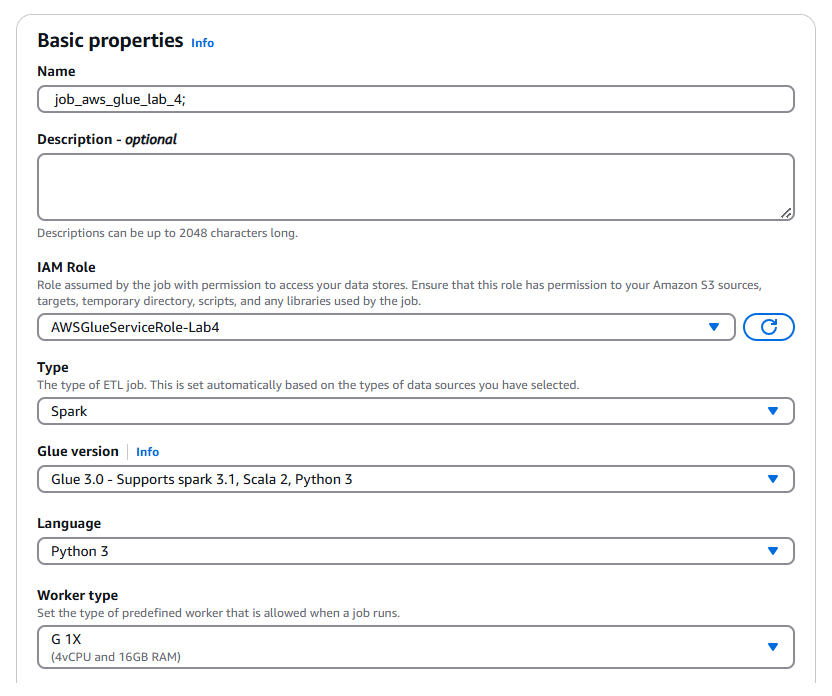 Basic properties Info
Name
job_aws_glue_lab_4;
Description - optional
Descriptions can be up to 2048 characters long.
IAM Role
Role assumed by the job with permission to access your data stores. Ensure that this role has permission to your Amazon S3 sources,
targets, temporary directory, scripts, and any libraries used by the job.
AWSGlueServiceRole-Lab4
Type
The type of ETL job. This is set automatically based on the types of data sources you have selected.
Spark
Glue version Info
Glue 3.0 - Supports spark 3.1, Scala 2, Python 3
Language
Python 3
Worker type
Set the type of predefined worker that is allowed when a job runs.
G 1X
(4vCPU and 16GB RAM)